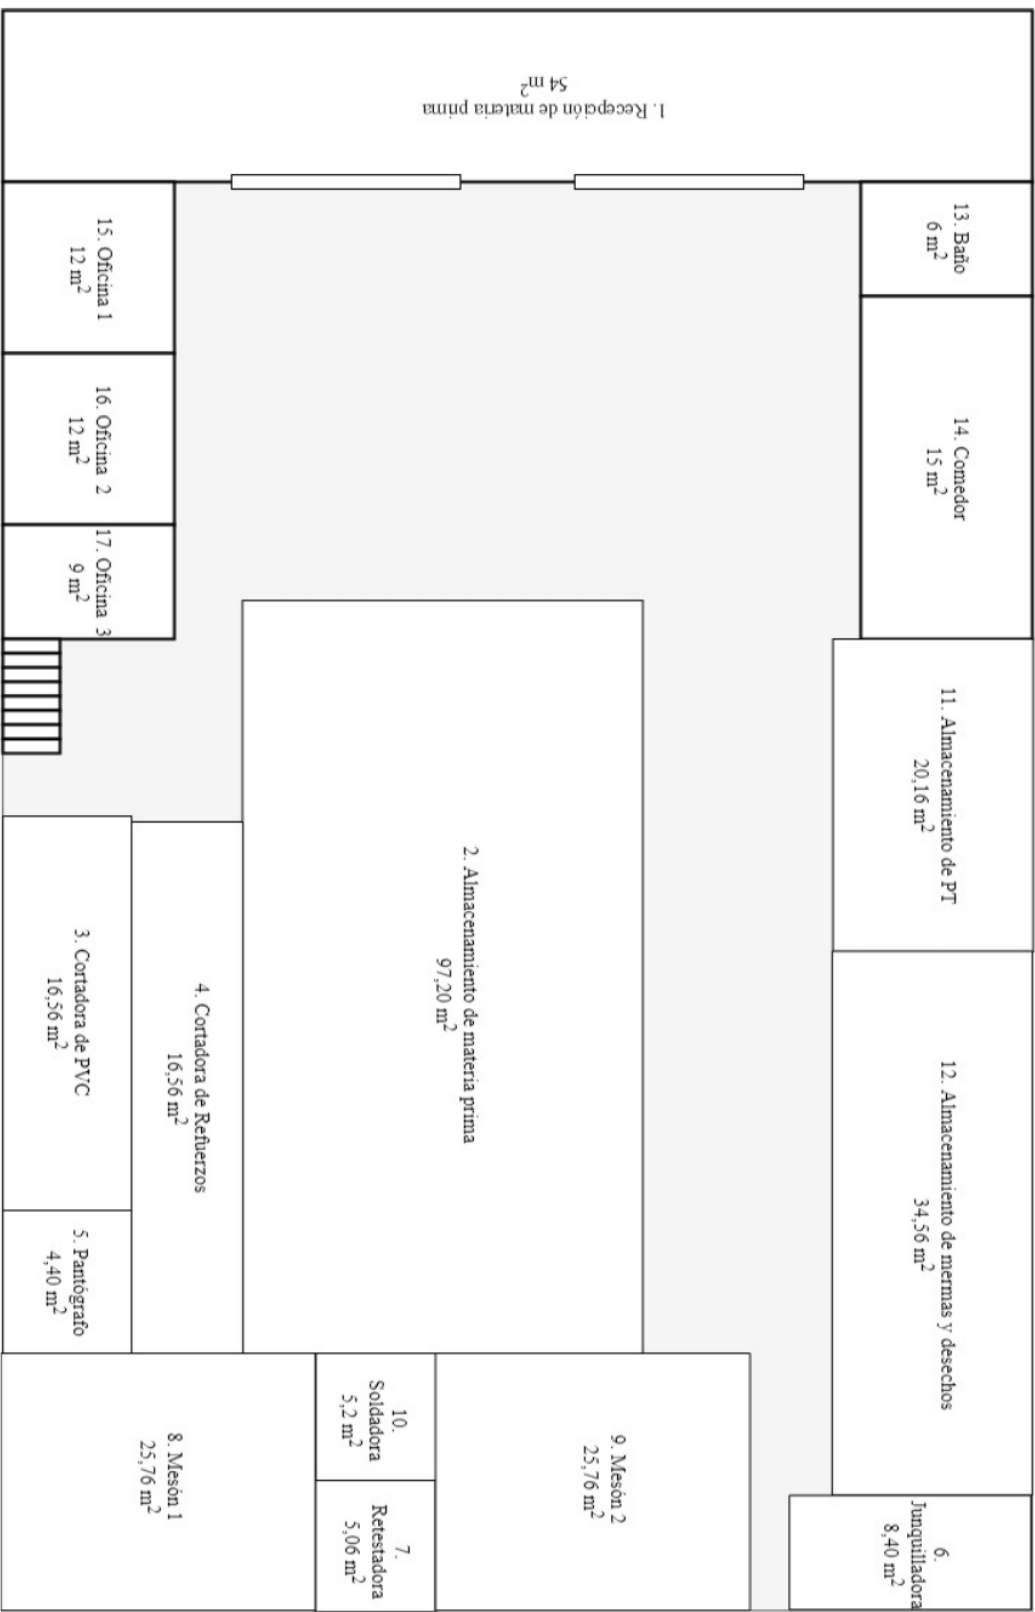 1. Recepción de materia prima
54 m²
13. Baño
6 m²
14. Comedor
15 m²
15. Oficina 1
12 m²
16. Oficina 2
12 m²
17. Oficina 3
9 m²
11. Almacenamiento de PT
20,16 m²
2. Almacenamiento de materia prima
97,20 m²
3. Cortadora de PVC
16,56 m²
4. Cortadora de Refuerzos
16,56 m²
12. Almacenamiento de mermas y desechos
34,56 m²
5. Pantógrafo
4,40 m²
8. Mesón 1
25,76 m²
10.
Soldadora
5,2 m²
7.
Retestadora
5,06 m²
9. Mesón 2
25,76 m²
6.
Junquilladora
8,40 m²